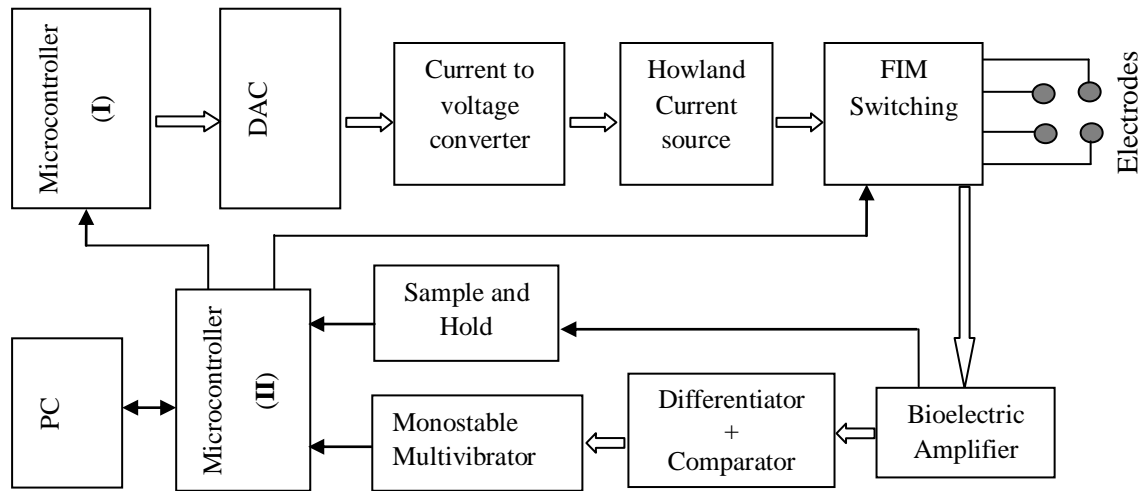 Microcontroller
(I)
DAC
Current to
voltage
converter
Howland
Current
source
FIM
Switching
Electrodes
PC
Microcontroller
(II)
Sample and
Hold
Monostable
Multivibrator
Differentiator
+
Comparator
Bioelectric
Amplifier